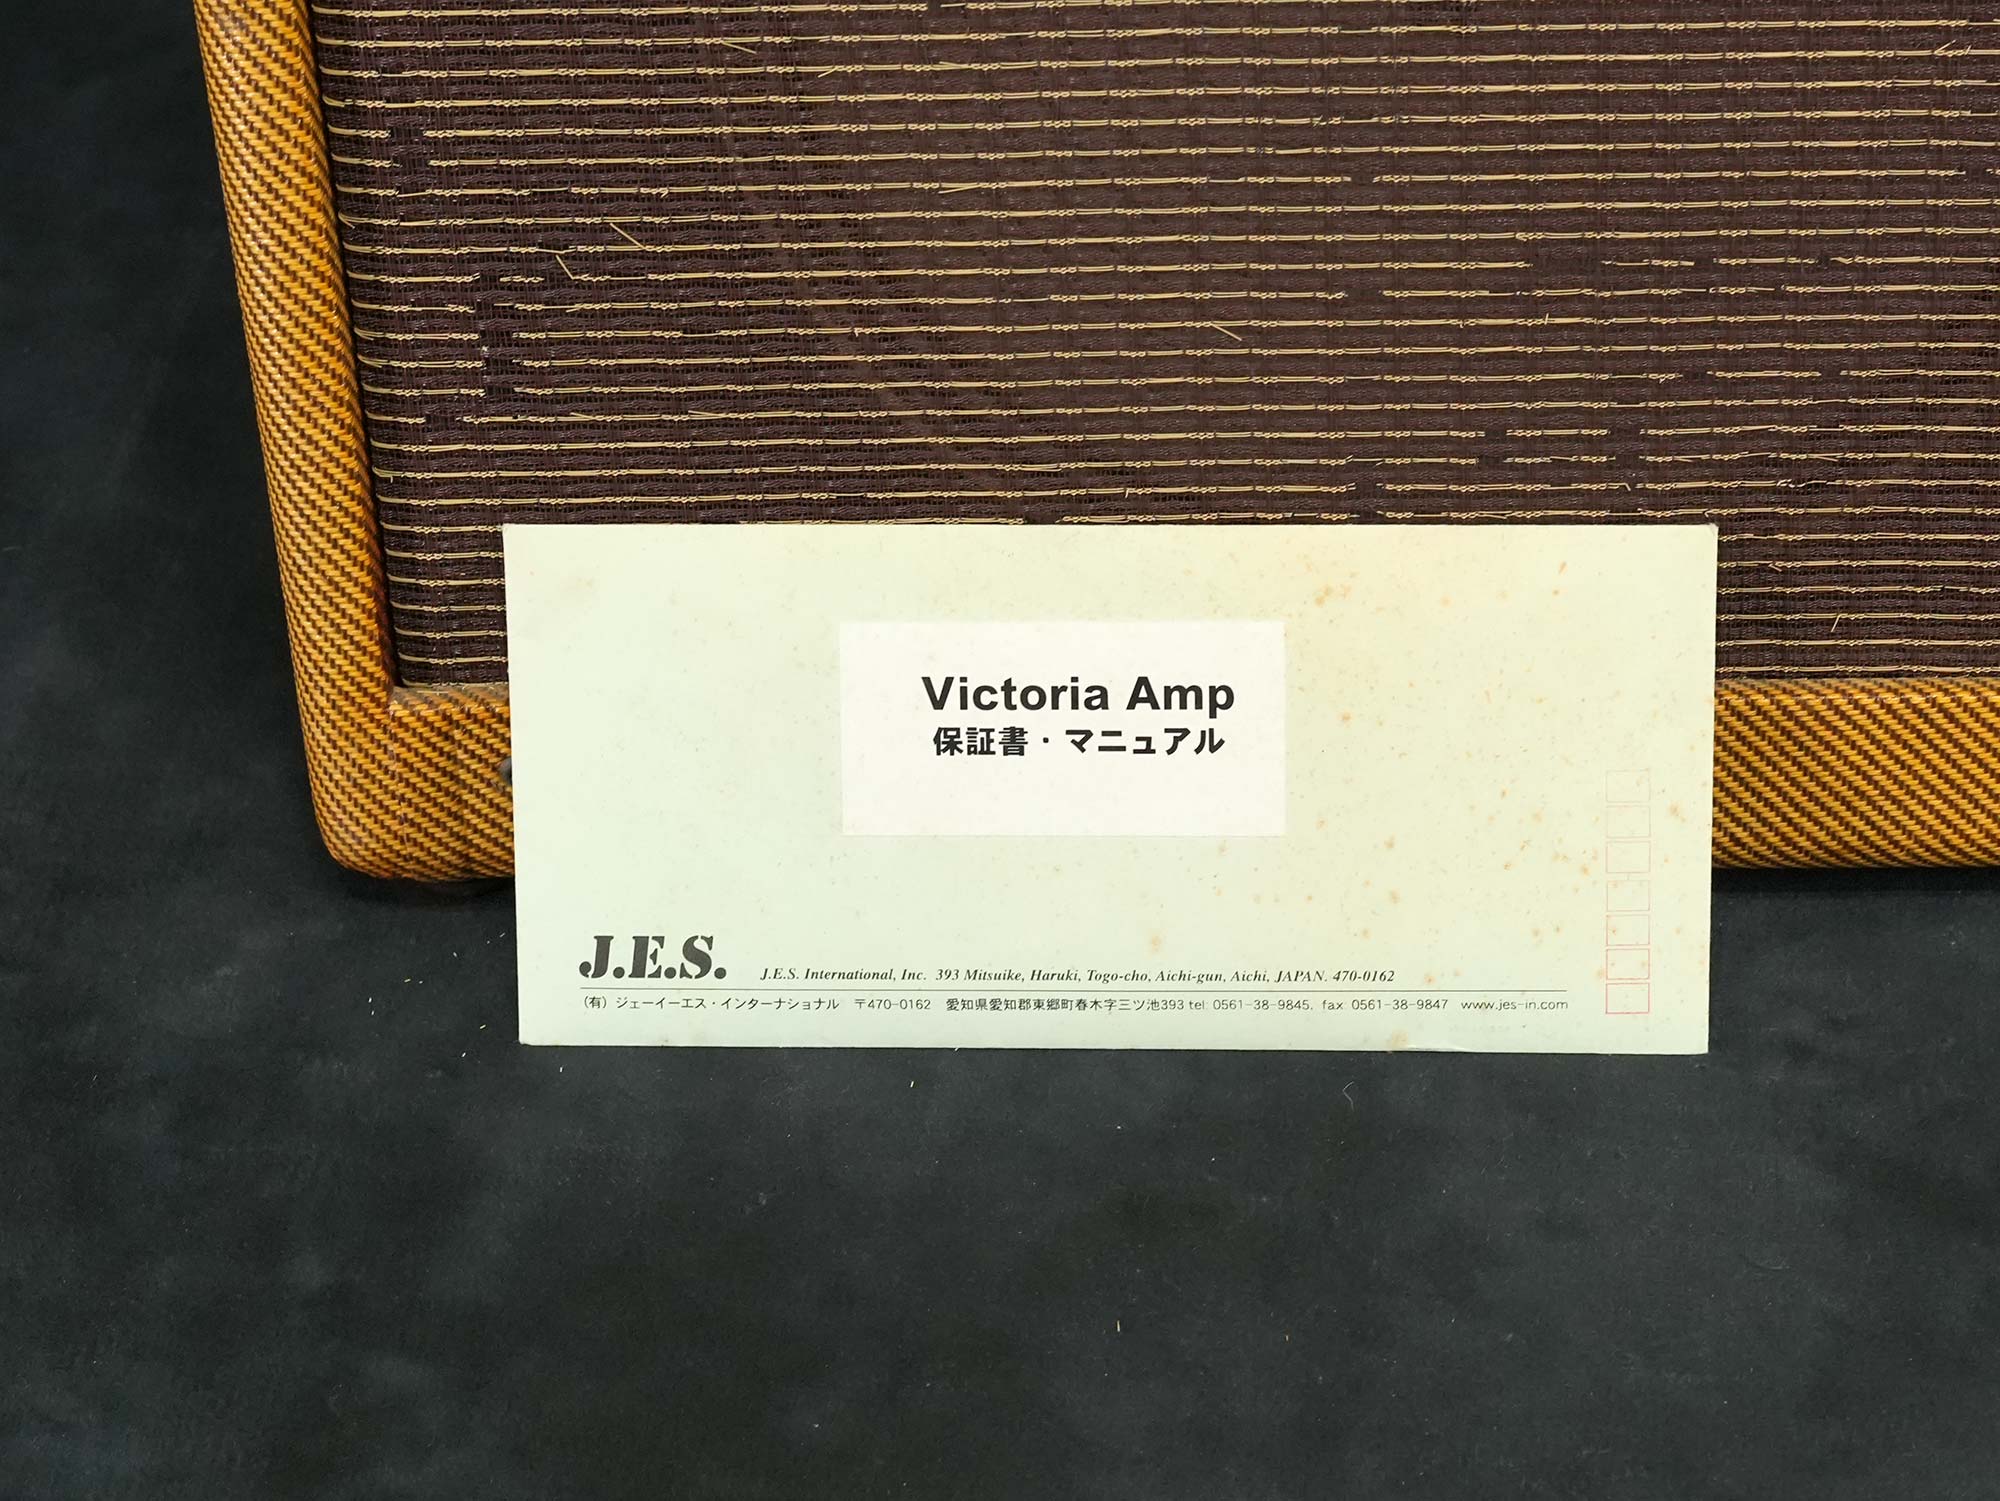 Victoria Amp
保証書・マニュアル
J.E.S. J.E.S. International, Inc. 393 Mitsuike, Haruki, Togo-cho, Aichi-gun, Aichi, JAPAN. 470-0162
(有) ジェーイーエス・インターナショナル 〒470-0162 愛知県愛知郡東郷町春木字三ツ池393 tel: 0561-38-9845, fax: 0561-38-9847 www.jes-in.com